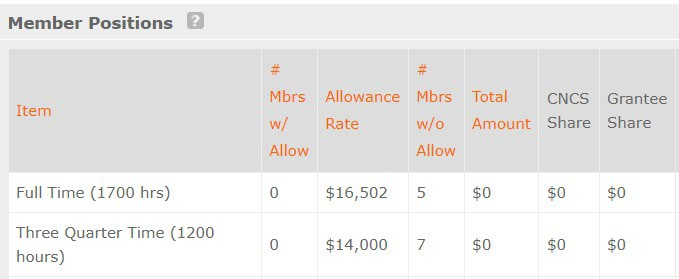 Member Positions ?
Item # Mbrs w/ Allow Allowance Rate # Mbrs w/o Allow Total Amount CNCS Share Grantee Share
Full Time (1700 hrs) 0 $16,502 5 $0 $0 $0
Three Quarter Time (1200 hours) 0 $14,000 7 $0 $0 $0